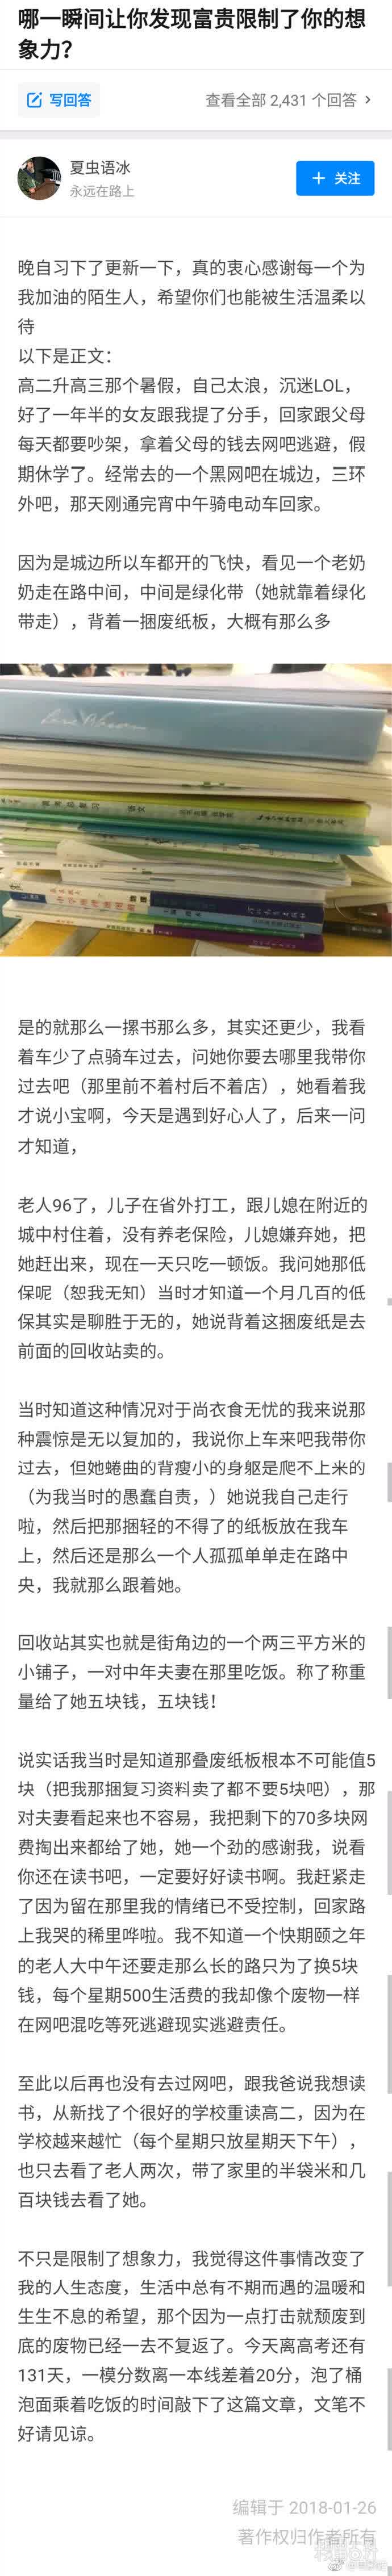 哪一瞬间让你发现富贵限制了你的想
象力？
写回答
查看全部 2,431 个回答
夏虫语冰
永远在路上
+ 关注
晚自习下了更新一下，真的衷心感谢每一个为
我加油的陌生人，希望你们也能被生活温柔以
待
以下是正文：
高二升高三那个暑假，自己太浪，沉迷LOL，
好了一年半的女友跟我提了分手，回家跟父母
每天都要吵架，拿着父母的钱去网吧逃避，假
期休学了。经常去的一个黑网吧在城边，三环
外吧，那天刚通完宵中午骑电动车回家。
因为是城边所以车都开的飞快，看见一个老奶
奶走在路中间，中间是绿化带（她就靠着绿化
带走），背着一捆废纸板，大概有那么多
语文
物理
是的就那么一摞书那么多，其实还更少，我看
着车少了点骑车过去，问她你要去哪里我带你
过去吧（那里前不着村后不着店），她看着我
才说小宝啊，今天是遇到好心人了，后来一问
才知道，
老人96了，儿子在省外打工，跟儿媳在附近的
城中村住着，没有养老保险，儿媳嫌弃她，把
她赶出来，现在一天只吃一顿饭。我问她那低
保呢（恕我无知）当时才知道一个月几百的低
保其实是聊胜于无的，她说背着这捆废纸是去
前面的回收站卖的。
当时知道这种情况对于尚衣食无忧的我来说那
种震惊是无以复加的，我说你上车来吧我带你
过去，但她蜷曲的背瘦小的身躯是爬不上来的
（为我当时的愚蠢自责，）她说我自己走行
啦，然后把那捆轻的不得了的纸板放在我车
上，然后还是那么一个人孤孤单单走在路中
央，我就那么跟着她。
回收站其实也就是街角边的一个两三平方米的
小铺子，一对中年夫妻在那里吃饭。称了称重
量给了她五块钱，五块钱！
说实话我当时是知道那叠废纸板根本不可能值5
块（把我那捆复习资料卖了都不要5块吧），那
对夫妻看起来也不容易，我把剩下的70多块网
费掏出来都给了她，她一个劲的感谢我，说看
你还在读书吧，一定要好好读书啊。我赶紧走
了因为留在那里我的情绪已不受控制，回家路
上我哭的稀里哗啦。我不知道一个快期颐之年
的老人大中午还要走那么长的路只为了换5块
钱，每个星期500生活费的我却像个废物一样
在网吧混吃等死逃避现实逃避责任。
至此以后再也没有去过网吧，跟我爸说我想读
书，从新找了个很好的学校重读高二，因为在
学校越来越忙（每个星期只放星期天下午），
也只去看了老人两次，带了家里的半袋米和几
百块钱去看了她。
不只是限制了想象力，我觉得这件事情改变了
我的人生态度，生活中总有不期而遇的温暖和
生生不息的希望，那个因为一点打击就颓废到
底的废物已经一去不复返了。今天离高考还有
131天，一模分数离一本线差着20分，泡了桶
泡面乘着吃饭的时间敲下了这篇文章，文笔不
好请见谅。
编辑于 2018-01-26
著作权归作者所有